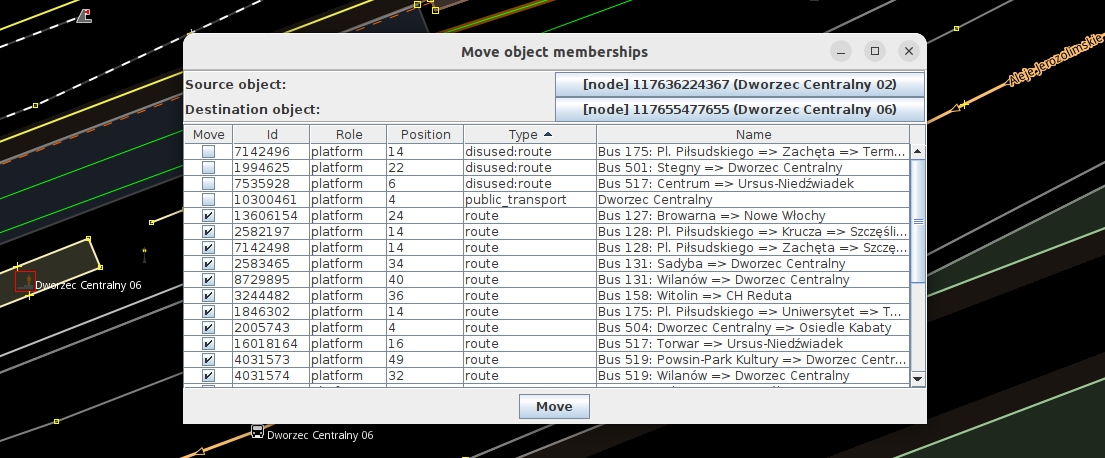 Move object memberships
Source object: [node] 117636224367 (Dworzec Centralny 02)
Destination object: [node] 117655477655 (Dworzec Centralny 06)
Move Id Role Position Type Name
7142496 platform 14 disused:route Bus 175: Pl. Piłsudskiego => Zachęta => Term...
1994625 platform 22 disused:route Bus 501: Stegny => Dworzec Centralny
7535928 platform 6 disused:route Bus 517: Centrum => Ursus-Niedźwiadek
10300461 platform 4 public_transport Dworzec Centralny
13606154 platform 24 route Bus 127: Browarna => Nowe Włochy
2582197 platform 14 route Bus 128: Pl. Piłsudskiego => Krucza => Szczęśli...
7142498 platform 14 route Bus 128: Pl. Piłsudskiego => Zachęta => Szczę...
2583465 platform 34 route Bus 131: Sadyba => Dworzec Centralny
8729895 platform 40 route Bus 131: Wilanów => Dworzec Centralny
3244482 platform 36 route Bus 158: Witolin => CH Reduta
1846302 platform 14 route Bus 175: Pl. Piłsudskiego => Uniwersytet => T...
2005743 platform 4 route Bus 504: Dworzec Centralny => Osiedle Kabaty
16018164 platform 16 route Bus 517: Torwar => Ursus-Niedźwiadek
4031573 platform 49 route Bus 519: Powsin-Park Kultury => Dworzec Centr...
4031574 platform 32 route Bus 519: Wilanów => Dworzec Centralny
Move
Aleje Jerozolimskie
Dworzec Centralny 06
Dworzec Centralny 06